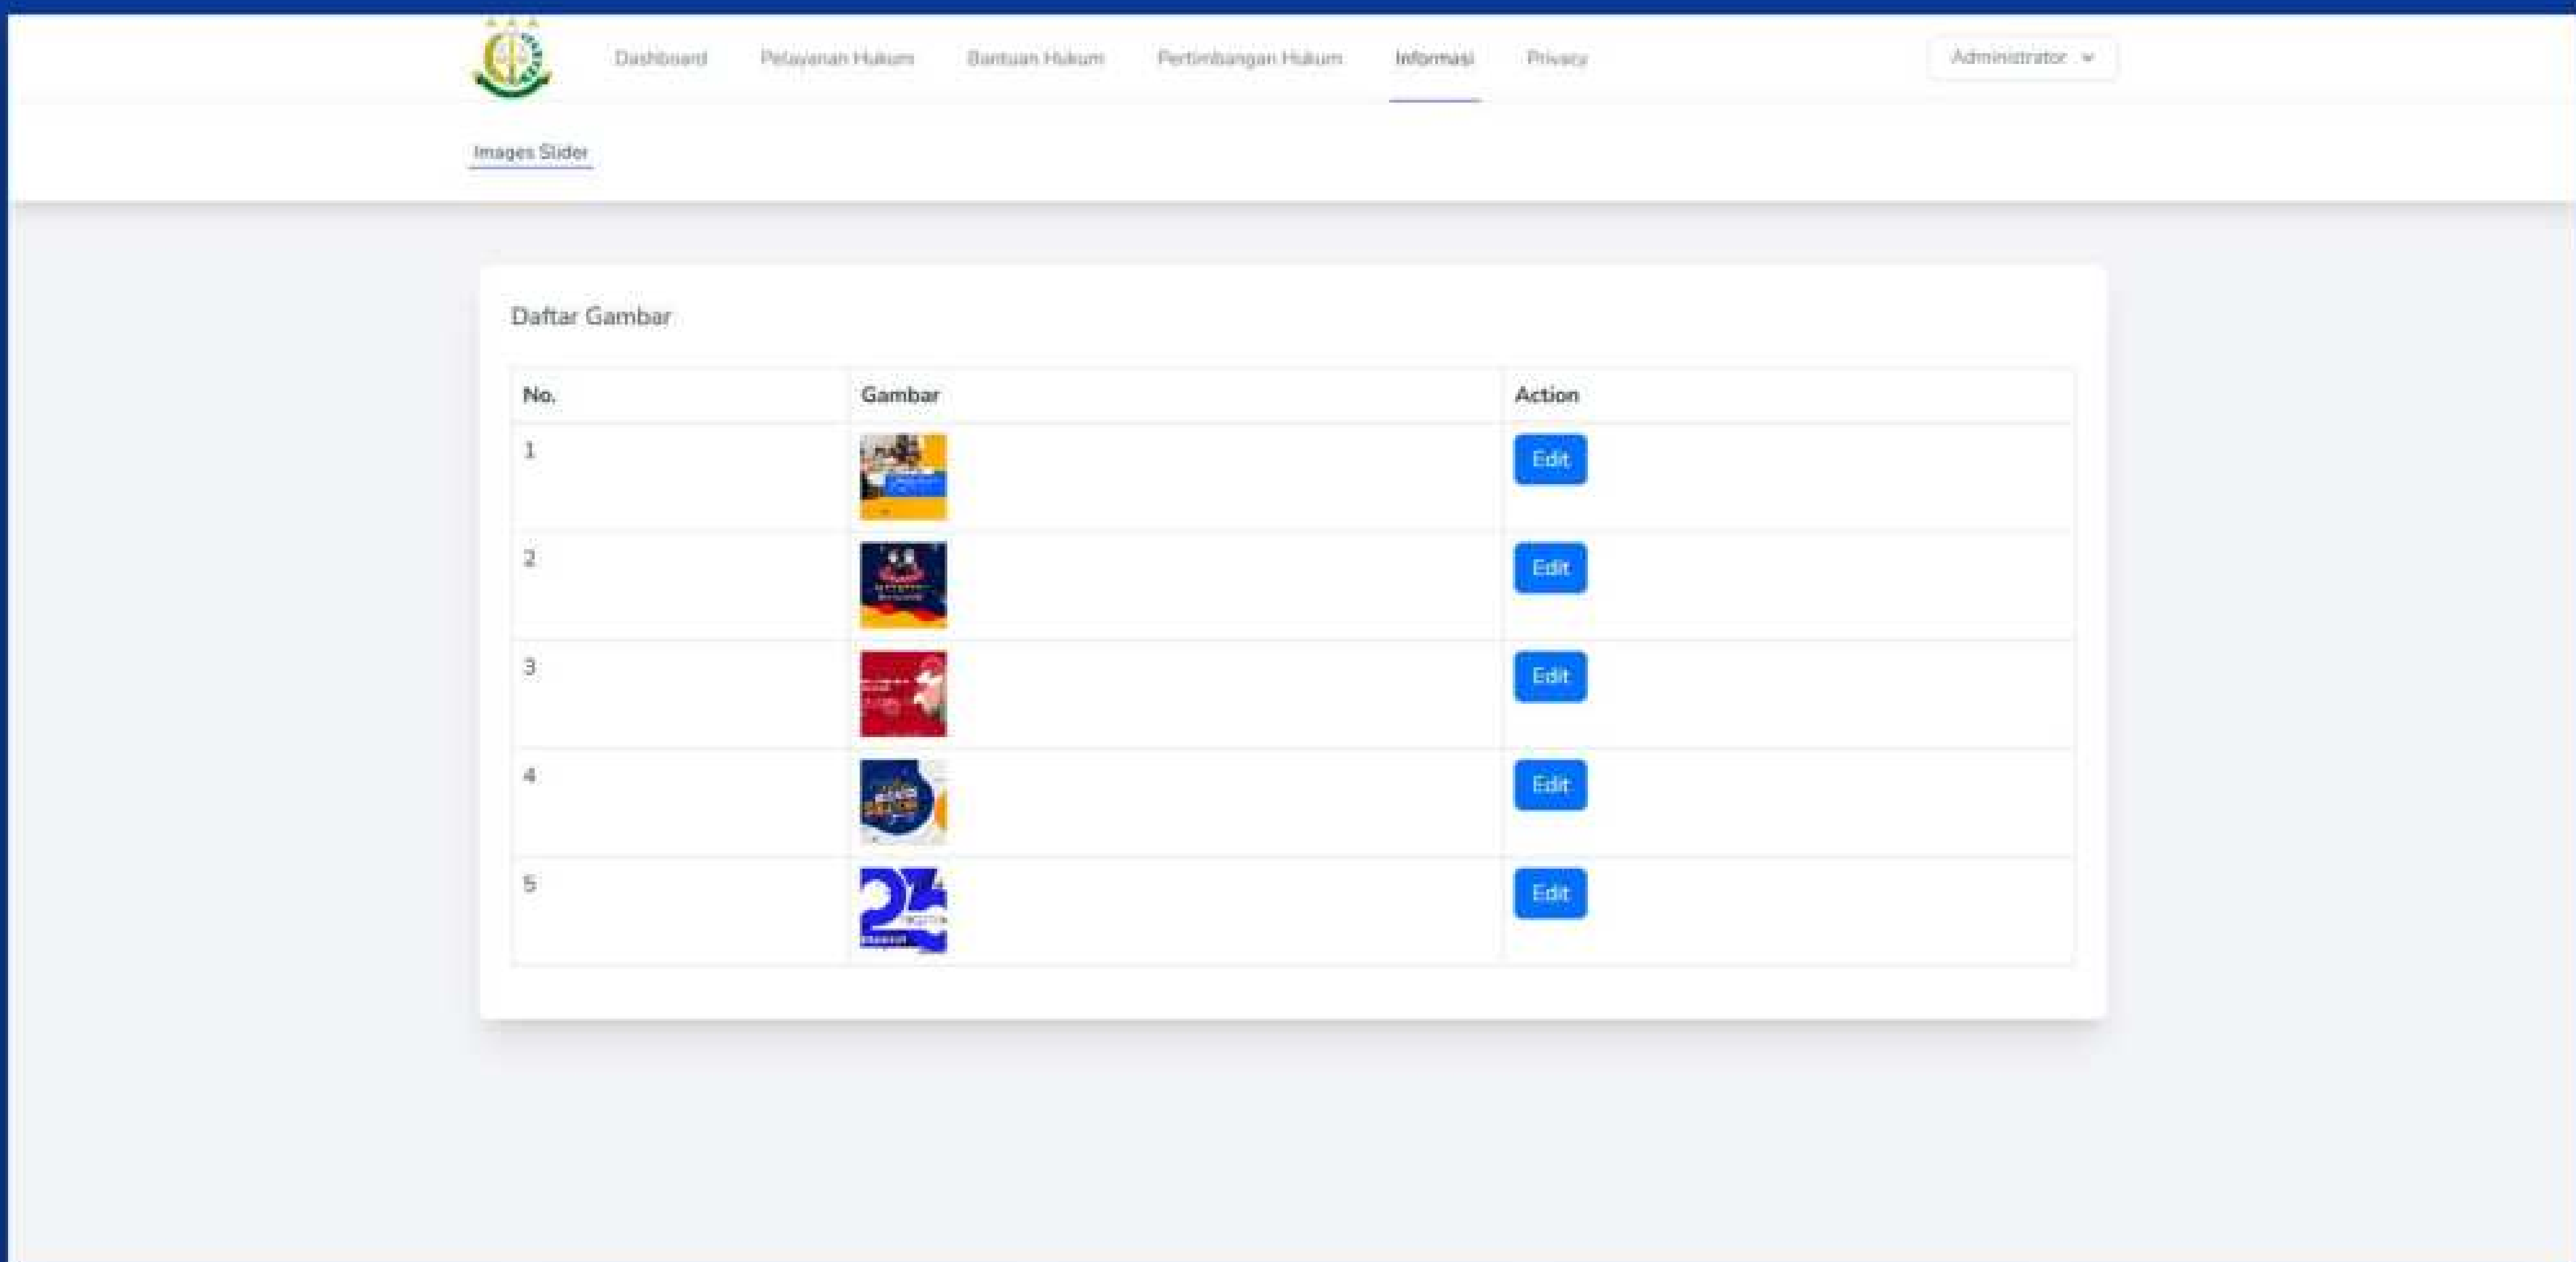 Dashboard Pelayanan Hukum Bantuan Hukum Pertimbangan Hukum Informasi Privacy Administrator
Images Slider
Daftar Gambar
No. Gambar Action
1 Edit
2 Edit
3 Edit
4 Edit
5 Edit